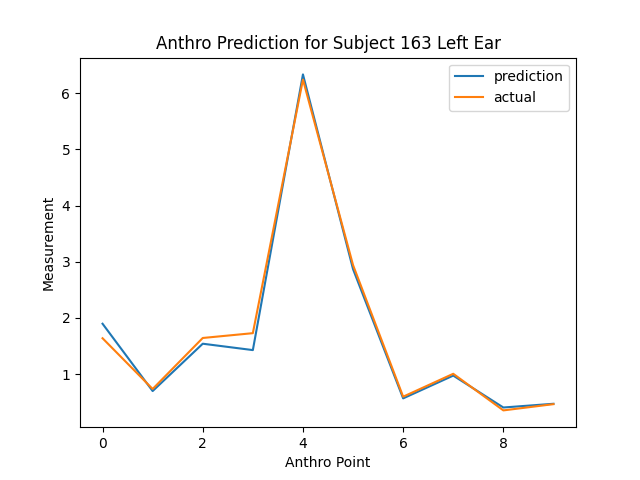 Anthro Prediction for Subject 163 Left Ear
prediction
actual
Measurement
6
5
4
3
2
1
0 2 4 6 8
Anthro Point